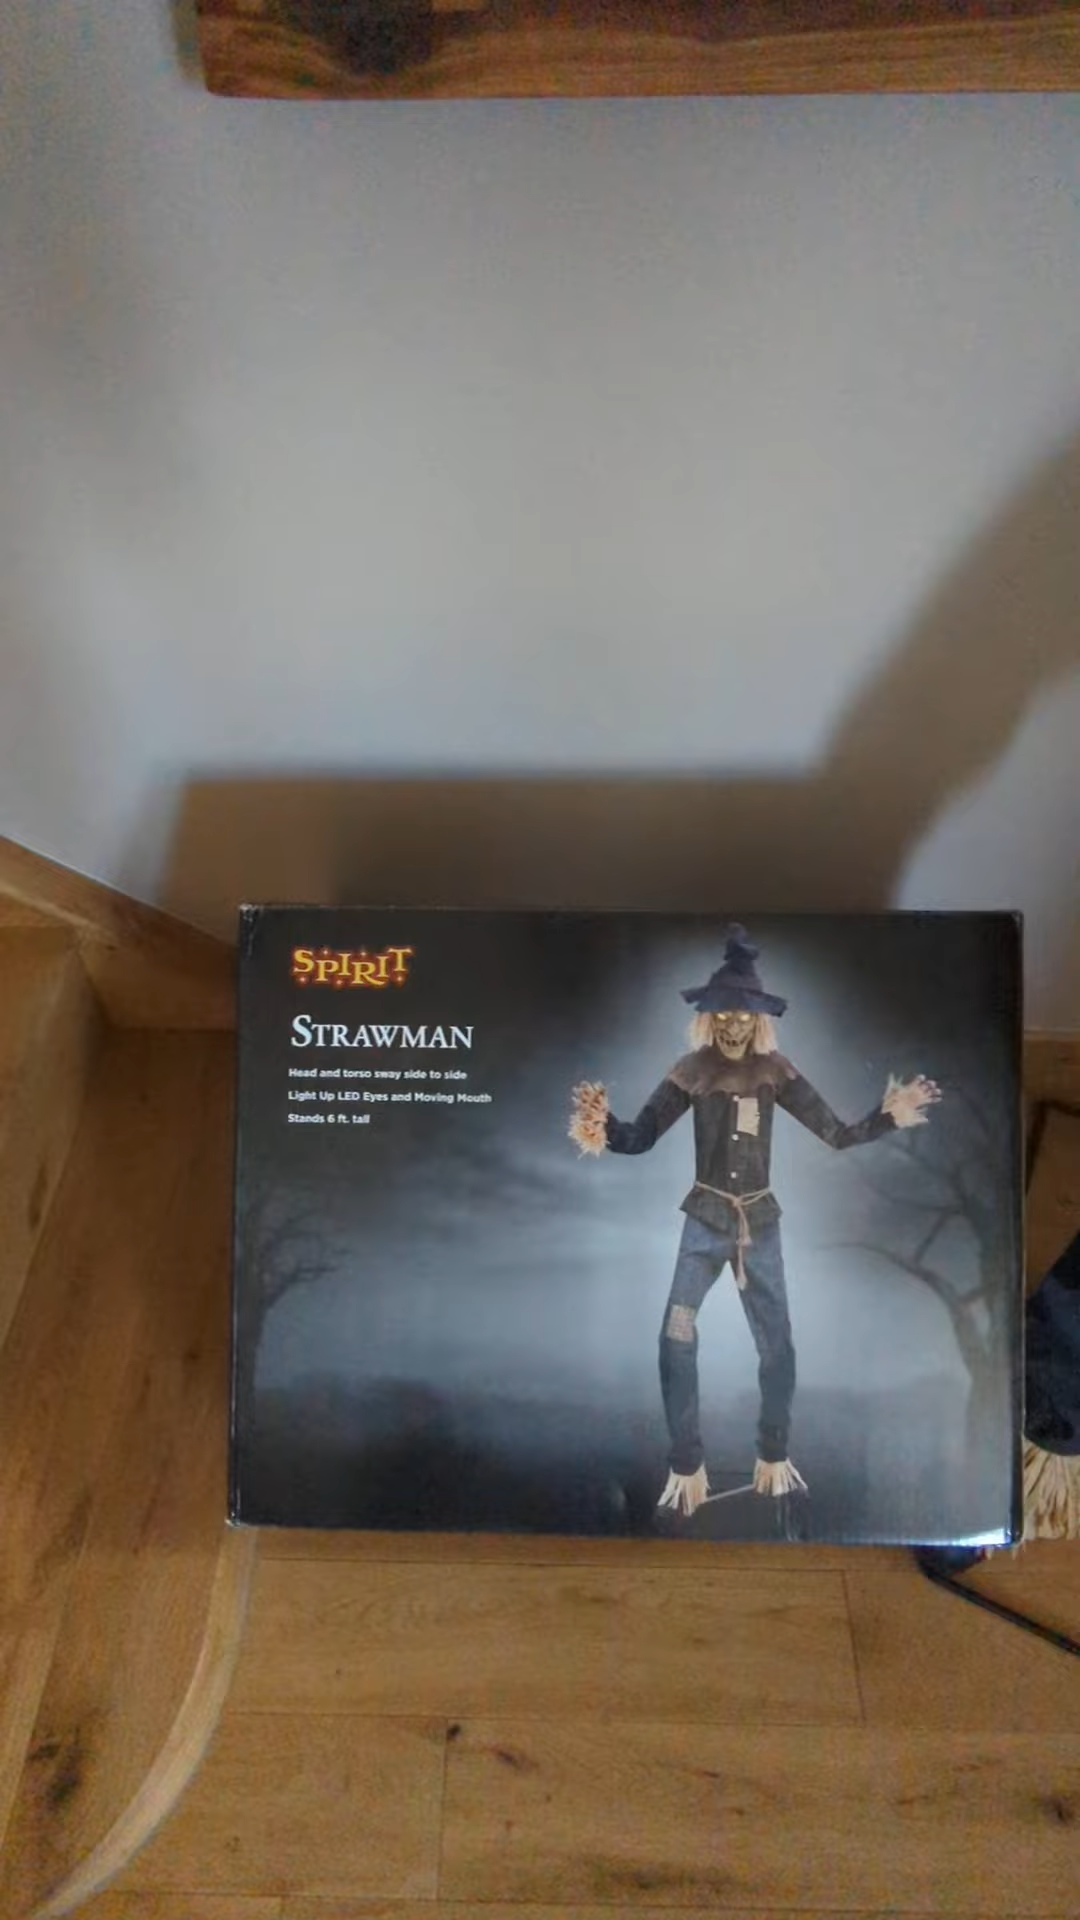 SPIRIT
STRAWMAN
Head and torso sway side to side
Light Up LED Eyes and Moving Mouth
Stands 6 ft. tall